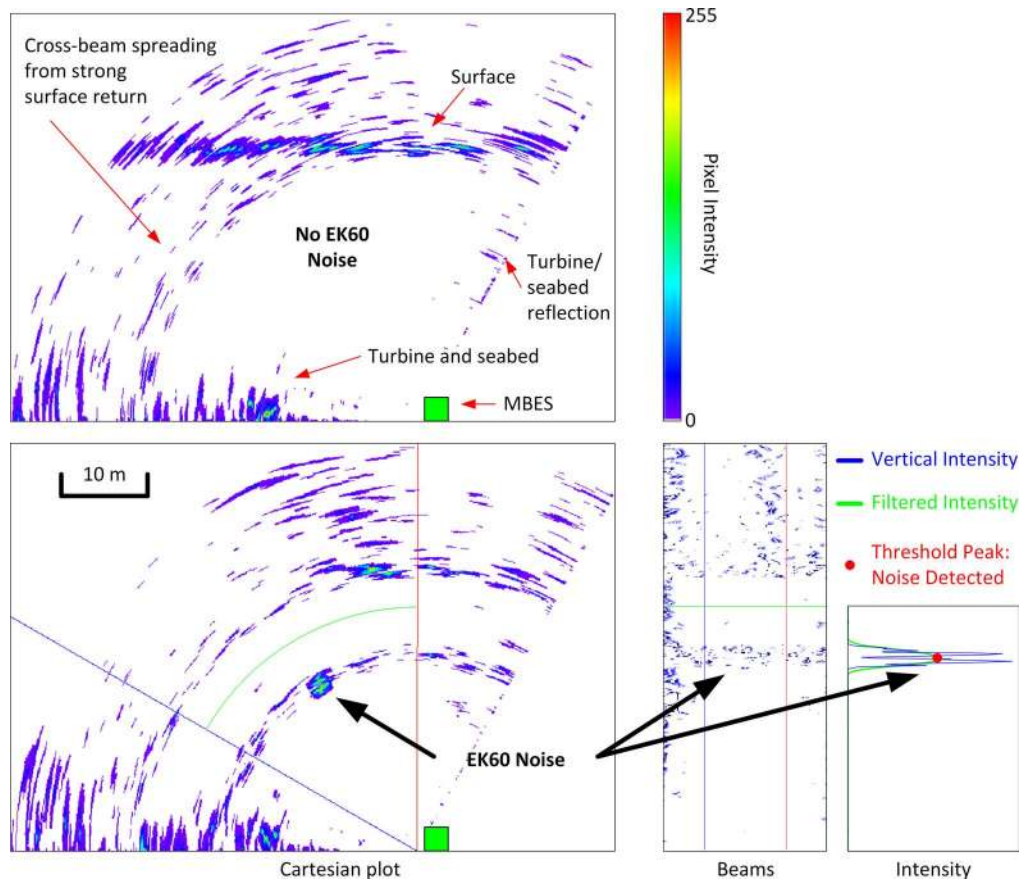 Cross-beam spreading
from strong
surface return
Surface
No EK60
Noise
Turbine/
seabed
reflection
Turbine and seabed
MBES
255
Pixel Intensity
0
10 m
EK60 Noise
Vertical Intensity
Filtered Intensity
Threshold Peak:
Noise Detected
Cartesian plot
Beams
Intensity